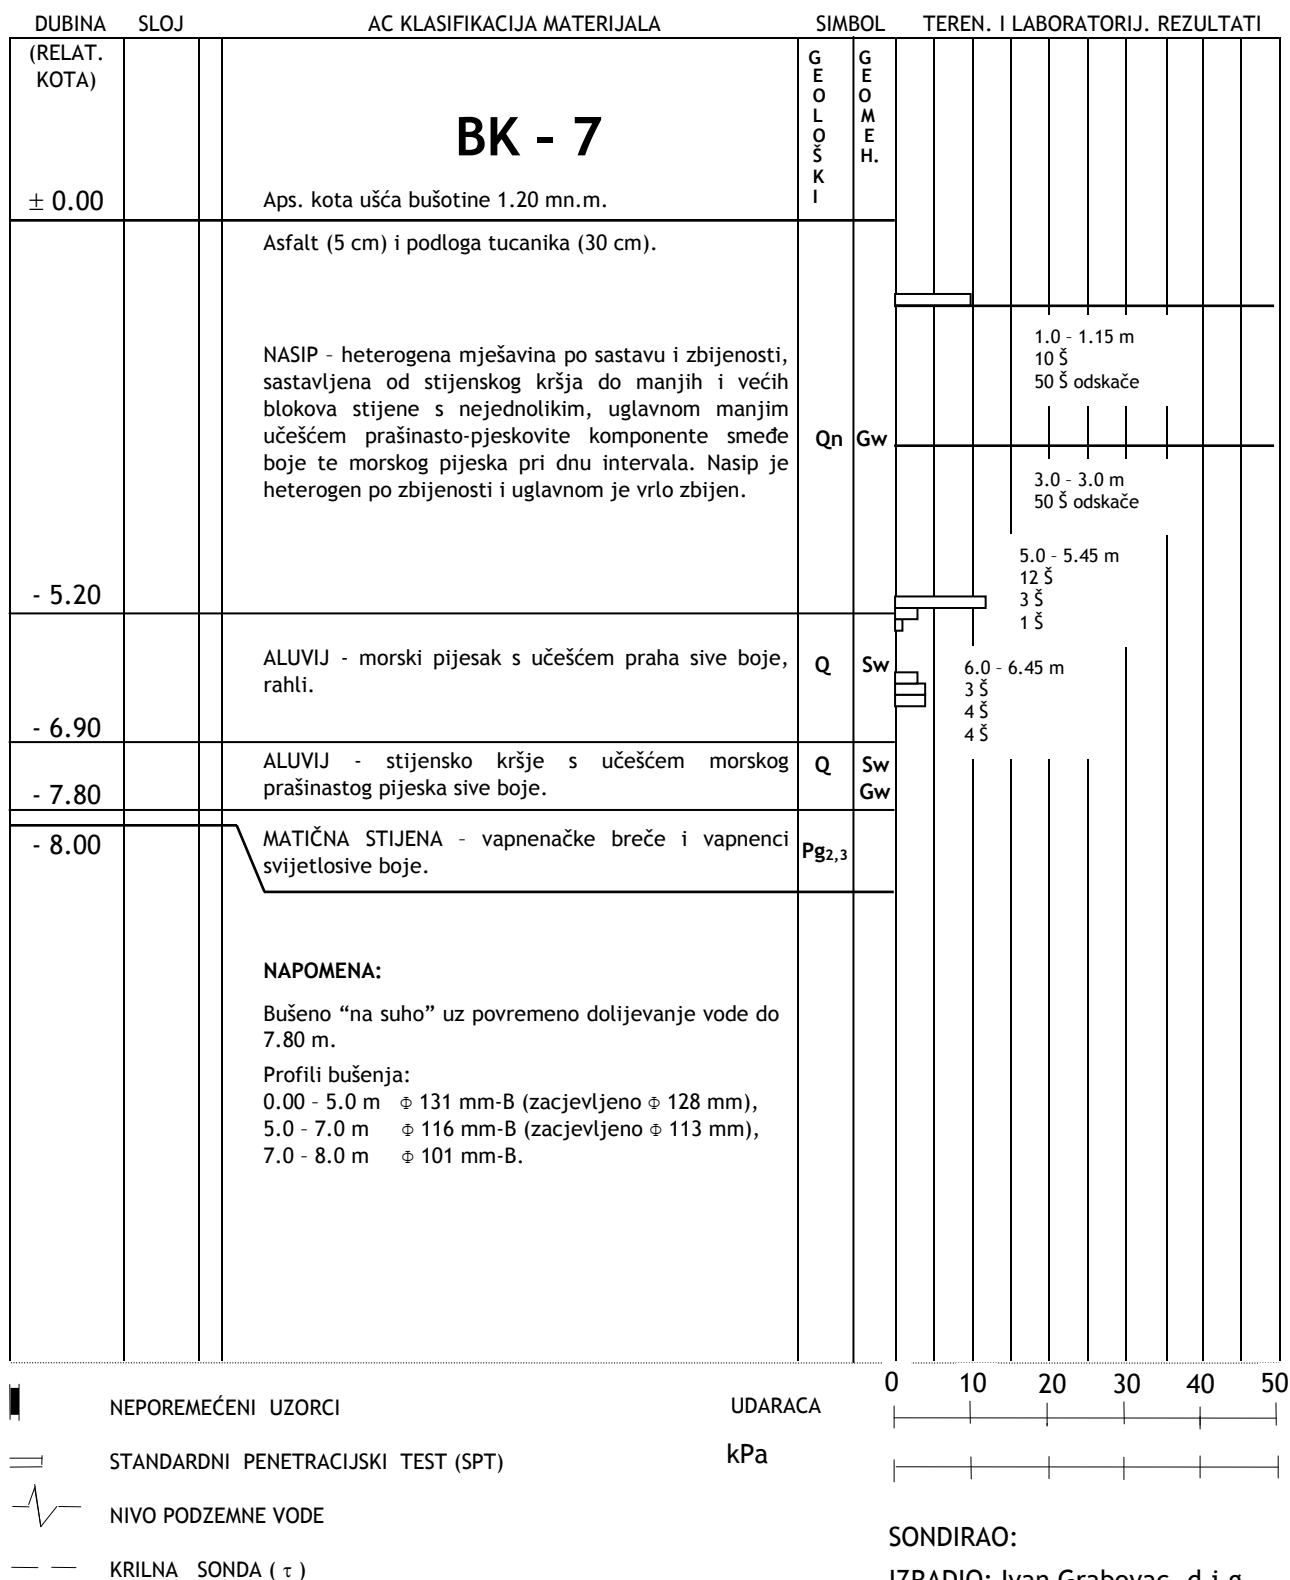 DUBINA SLOJ AC KLASIFIKACIJA MATERIJALA SIMBOL TEREN. I LABORATORIJ. REZULTATI
(RELAT.
KOTA)
GEOLOŠKI
GEOMEH.
BK - 7
± 0.00
Aps. kota ušća bušotine 1.20 mn.m.
Asfalt (5 cm) i podloga tucanika (30 cm).
NASIP – heterogena mješavina po sastavu i zbijenosti,
sastavljena od stijenskog kršja do manjih i većih
blokova stijene s nejednolikim, uglavnom manjim
učešćem prašinasto-pjeskovite komponente smeđe
boje te morskog pijeska pri dnu intervala. Nasip je
heterogen po zbijenosti i uglavnom je vrlo zbijen.
Qn Gw
1.0 – 1.15 m
10 Š
50 Š odskače
3.0 – 3.0 m
50 Š odskače
5.0 – 5.45 m
12 Š
3 Š
1 Š
- 5.20
ALUVIJ - morski pijesak s učešćem praha sive boje,
rahli.
Q Sw
6.0 – 6.45 m
3 Š
4 Š
4 Š
- 6.90
ALUVIJ - stijensko kršje s učešćem morskog
prašinastog pijeska sive boje.
Q Sw
Gw
- 7.80
- 8.00
MATIČNA STIJENA – vapnenačke breče i vapnenci
svijetlosive boje.
Pg2,3
NAPOMENA:
Bušeno “na suho” uz povremeno dolijevanje vode do
7.80 m.
Profili bušenja:
0.00 – 5.0 m Φ 131 mm-B (zacjevljeno Φ 128 mm),
5.0 – 7.0 m Φ 116 mm-B (zacjevljeno Φ 113 mm),
7.0 – 8.0 m Φ 101 mm-B.
0 10 20 30 40 50
NEPOREMEĆENI UZORCI UDARACA
STANDARDNI PENETRACIJSKI TEST (SPT) kPa
NIVO PODZEMNE VODE
SONDIRAO:
KRILNA SONDA ( τ )
IZRADIO: Ivan Grabovac, d.i.g.